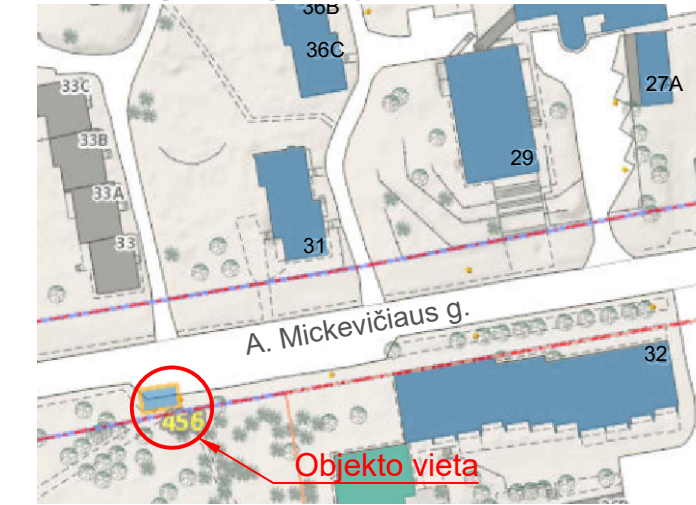 36B
36C
33C
27A
33B
29
33A
33
31
A. Mickevičiaus g.
32
456
Objekto vieta